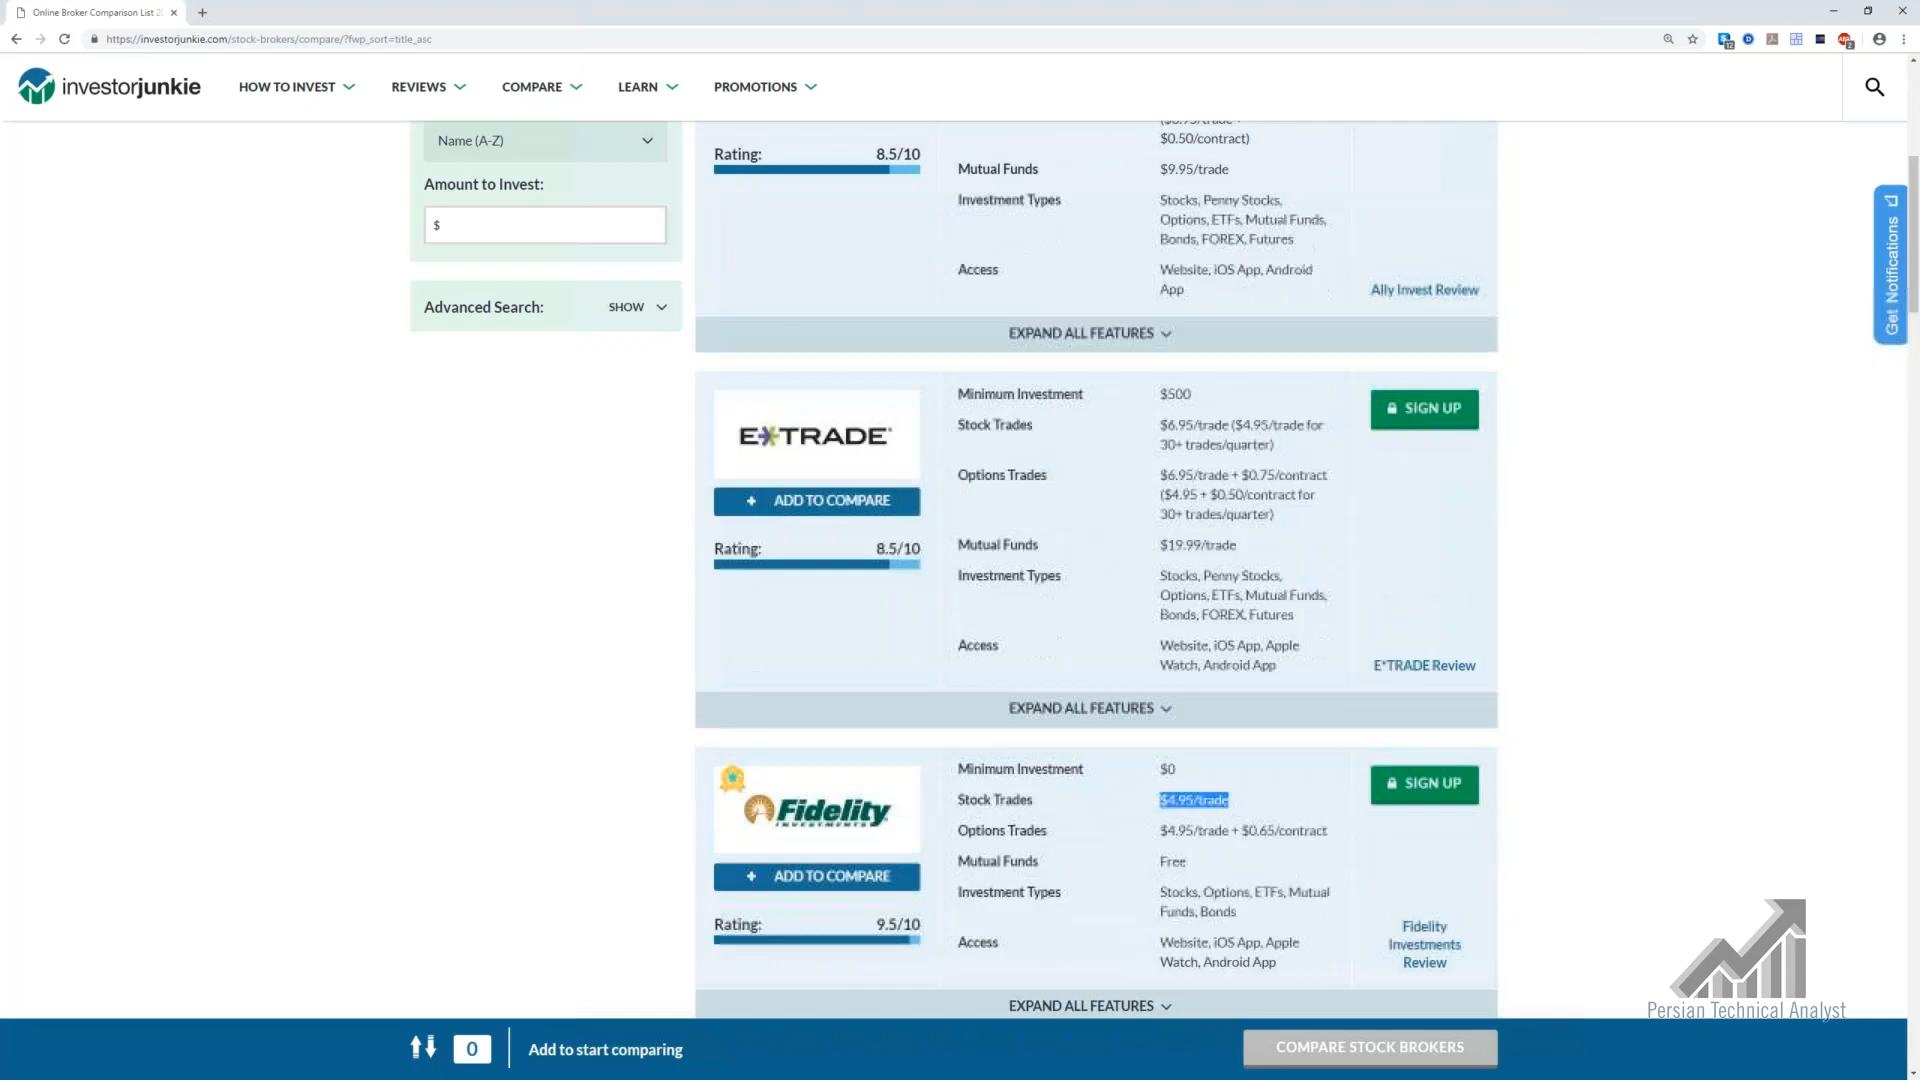 Online Broker Comparison List 20
https://investorjunkie.com/stock-brokers/compare/?fwp_sort=title_asc
investorjunkie
HOW TO INVEST
REVIEWS
COMPARE
LEARN
PROMOTIONS
Name (A-Z)
Amount to Invest:
$
Advanced Search:
SHOW
Rating:
8.5/10
$0.50/contract)
Mutual Funds
$9.95/trade
Investment Types
Stocks, Penny Stocks,
Options, ETFs, Mutual Funds,
Bonds, FOREX, Futures
Access
Website, iOS App, Android
App
Ally Invest Review
EXPAND ALL FEATURES
E*TRADE
+ ADD TO COMPARE
Rating:
8.5/10
Minimum Investment
$500
Stock Trades
$6.95/trade ($4.95/trade for
30+ trades/quarter)
Options Trades
$6.95/trade + $0.75/contract
($4.95 + $0.50/contract for
30+ trades/quarter)
Mutual Funds
$19.99/trade
Investment Types
Stocks, Penny Stocks,
Options, ETFs, Mutual Funds,
Bonds, FOREX, Futures
Access
Website, iOS App, Apple
Watch, Android App
SIGN UP
E*TRADE Review
EXPAND ALL FEATURES
Fidelity
INVESTMENTS
+ ADD TO COMPARE
Rating:
9.5/10
Minimum Investment
$0
Stock Trades
$4.95/trade
Options Trades
$4.95/trade + $0.65/contract
Mutual Funds
Free
Investment Types
Stocks, Options, ETFs, Mutual
Funds, Bonds
Access
Website, iOS App, Apple
Watch, Android App
SIGN UP
Fidelity
Investments
Review
EXPAND ALL FEATURES
Get Notifications
Persian Technical Analyst
0
Add to start comparing
COMPARE STOCK BROKERS